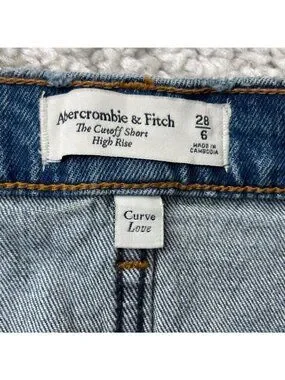 Abercrombie & Fitch
The Cutoff Short
High Rise
28
6
MADE IN
CAMBODIA
Curve
Love